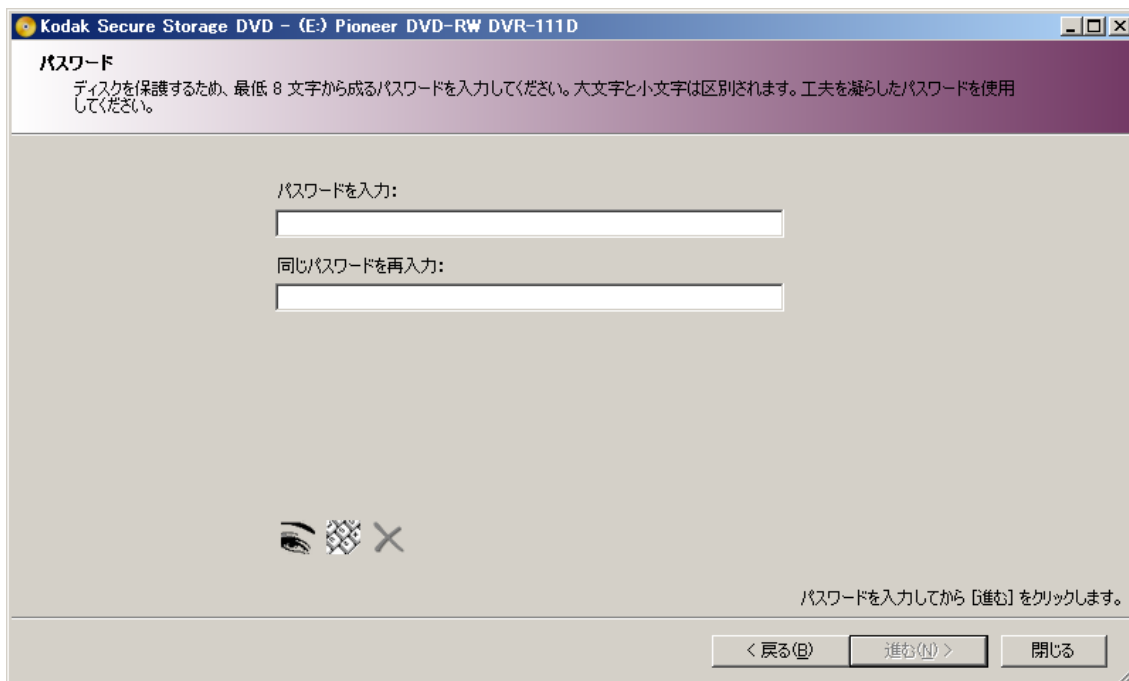 Kodak Secure Storage DVD - (E:) Pioneer DVD-RW DVR-111D
パスワード
ディスクを保護するため、最低 8 文字から成るパスワードを入力してください。大文字と小文字は区別されます。工夫を凝らしたパスワードを使用
してください。
パスワードを入力:
同じパスワードを再入力:
パスワードを入力してから [進む] をクリックします。
< 戻る(B)
進む(N) >
閉じる